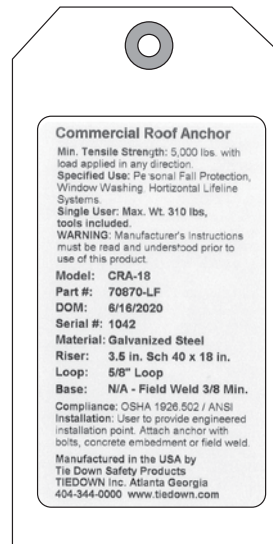 Commercial Roof Anchor
Min. Tensile Strength: 5,000 lbs. with
load applied in any direction.
Specified Use: Personal Fall Protection,
Window Washing. Hortizontal Lifeline
Systems.
Single User: Max. Wt. 310 lbs,
tools included.
WARNING: Manufacturer's Instructions
must be read and understood prior to
use of this product.
Model: CRA-18
Part #: 70870-LF
DOM: 6/16/2020
Serial #: 1042
Material: Galvanized Steel
Riser: 3.5 in. Sch 40 x 18 in.
Loop: 5/8" Loop
Base: N/A - Field Weld 3/8 Min.
Compliance: OSHA 1926.502 / ANSI
Installation: User to provide engineered
installation point. Attach anchor with
bolts, concrete embedment or field weld.
Manufactured in the USA by
Tie Down Safety Products
TIEDOWN Inc. Atlanta Georgia
404-344-0000 www.tiedown.com